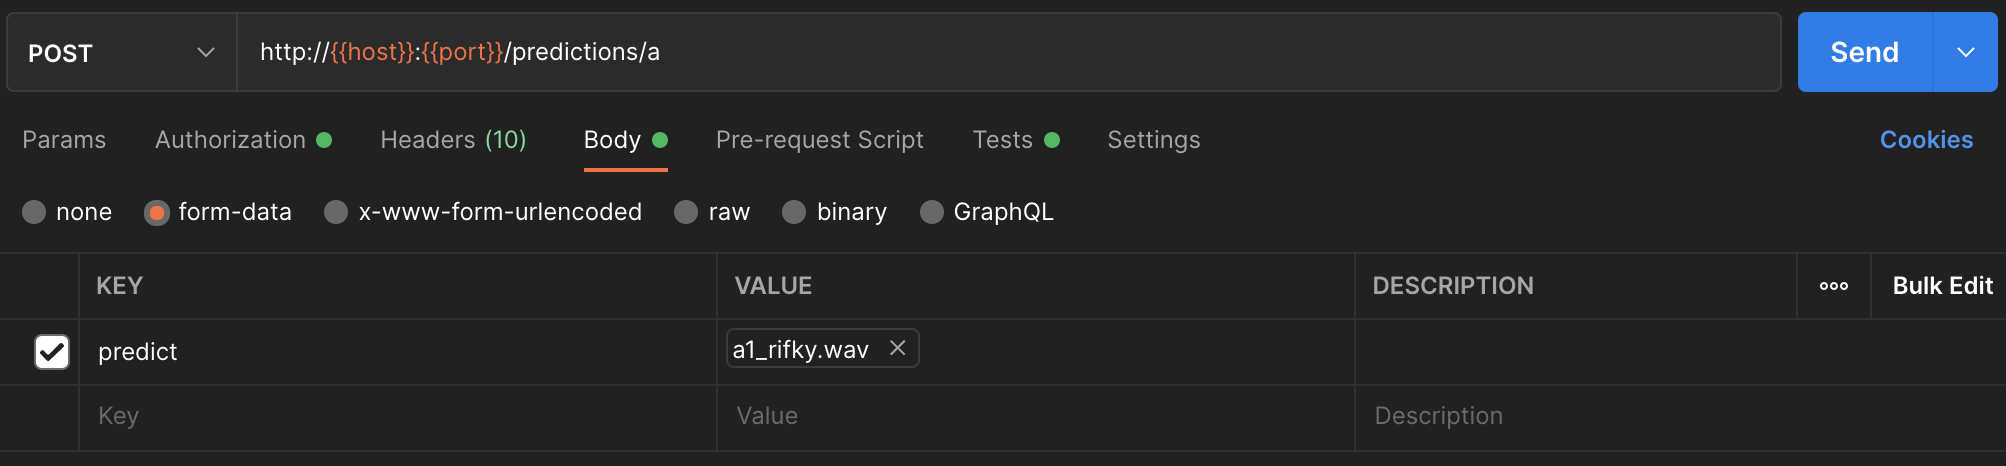 POST http://{{host}}:{{port}}/predictions/a Send
Params Authorization Headers (10) Body Pre-request Script Tests Settings Cookies
none form-data x-www-form-urlencoded raw binary GraphQL
KEY VALUE DESCRIPTION Bulk Edit
predict a1_rifky.wav
Key Value Description